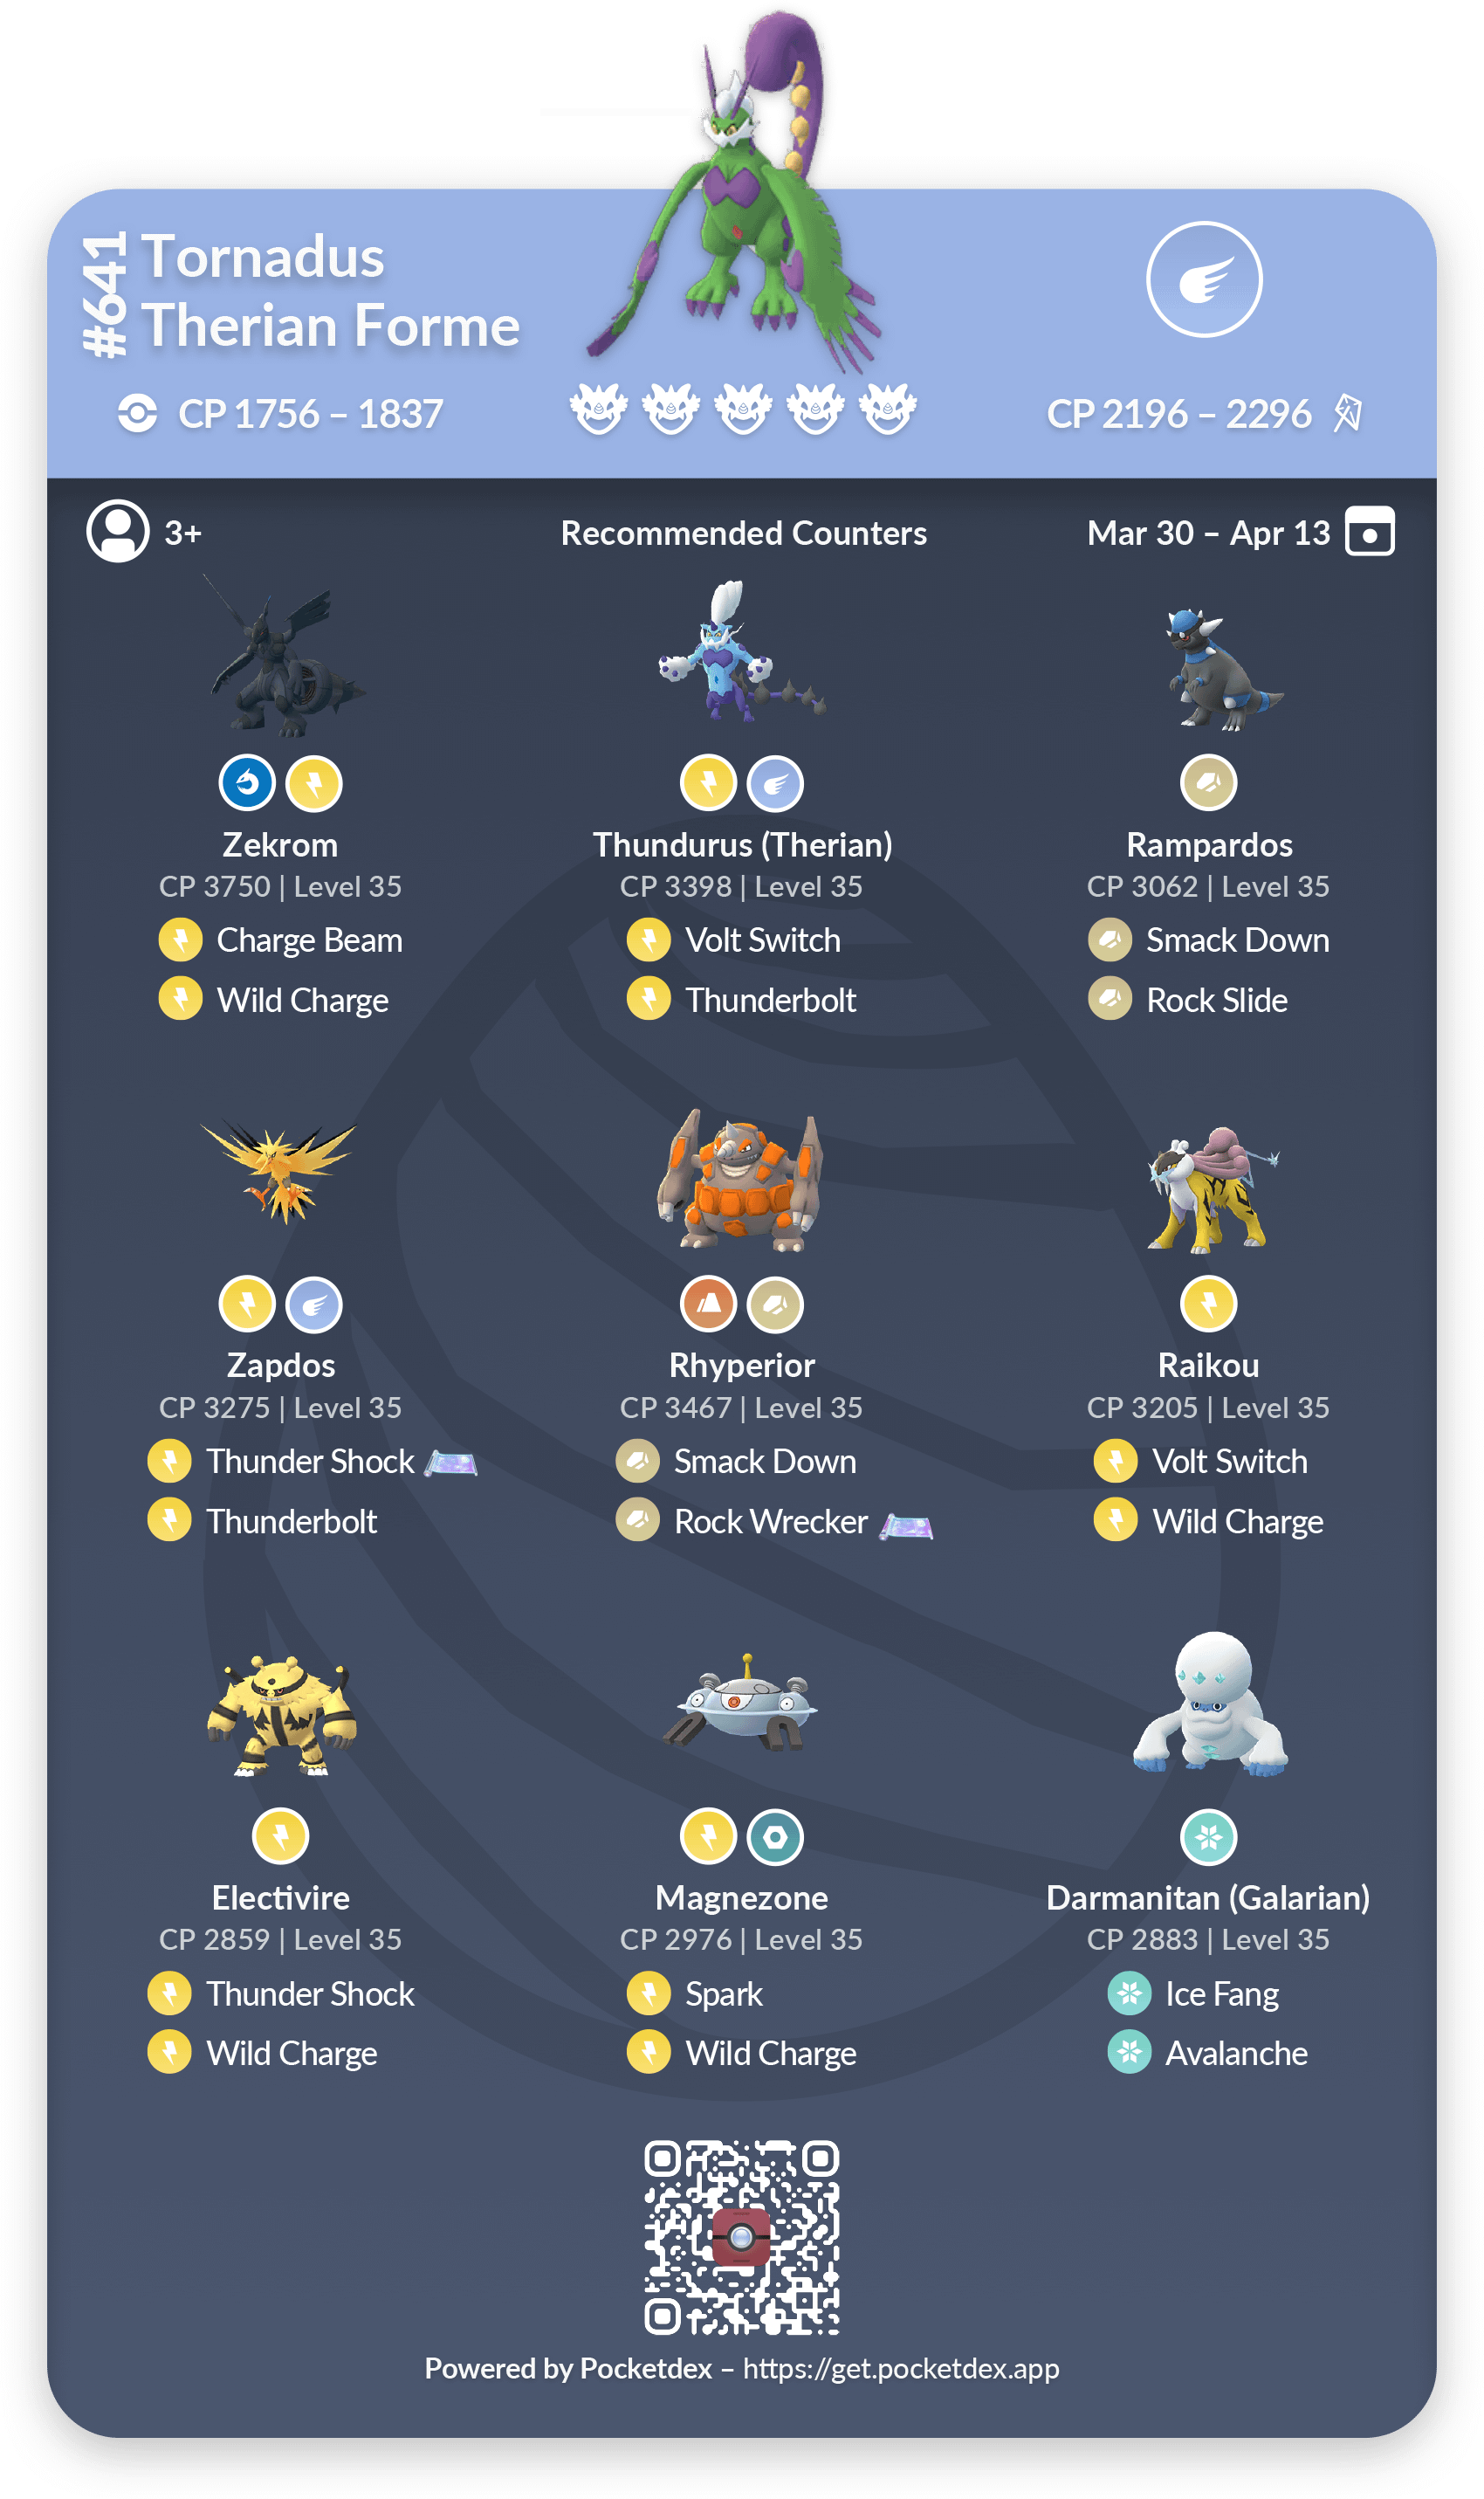 #641
Tornadus
Therian Forme
CP 1756 – 1837
CP 2196 – 2296
3+
Recommended Counters
Mar 30 – Apr 13
Zekrom
CP 3750 | Level 35
Charge Beam
Wild Charge
Thundurus (Therian)
CP 3398 | Level 35
Volt Switch
Thunderbolt
Rampardos
CP 3062 | Level 35
Smack Down
Rock Slide
Zapdos
CP 3275 | Level 35
Thunder Shock
Thunderbolt
Rhyperior
CP 3467 | Level 35
Smack Down
Rock Wrecker
Raikou
CP 3205 | Level 35
Volt Switch
Wild Charge
Electivire
CP 2859 | Level 35
Thunder Shock
Wild Charge
Magnezone
CP 2976 | Level 35
Spark
Wild Charge
Darmanitan (Galarian)
CP 2883 | Level 35
Ice Fang
Avalanche
Powered by Pocketdex – https://get.pocketdex.app